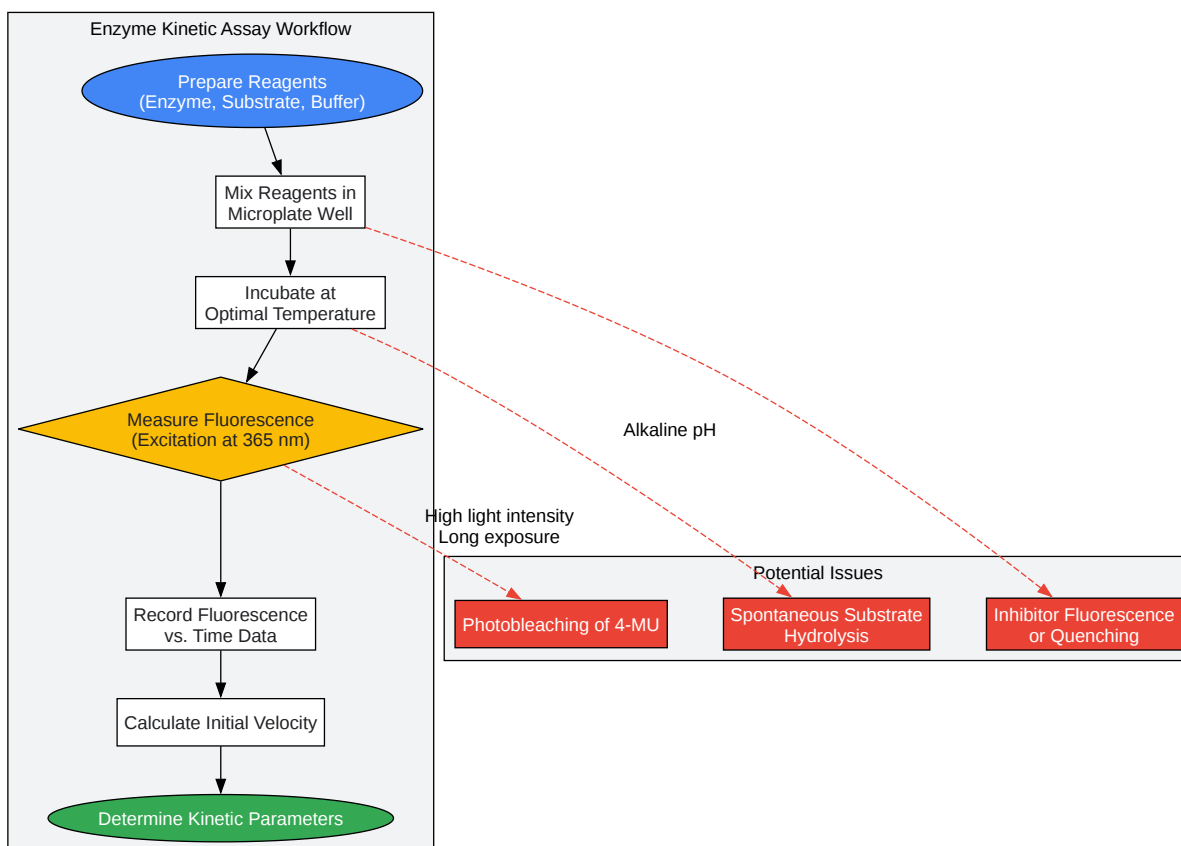 Enzyme Kinetic Assay Workflow
Prepare Reagents
(Enzyme, Substrate, Buffer)
Mix Reagents in
Microplate Well
Incubate at
Optimal Temperature
Measure Fluorescence
(Excitation at 365 nm)
Alkaline pH
High light intensity
Long exposure
Potential Issues
Photobleaching of 4-MU
Spontaneous Substrate
Hydrolysis
Inhibitor Fluorescence
or Quenching
Record Fluorescence
vs. Time Data
Calculate Initial Velocity
Determine Kinetic Parameters